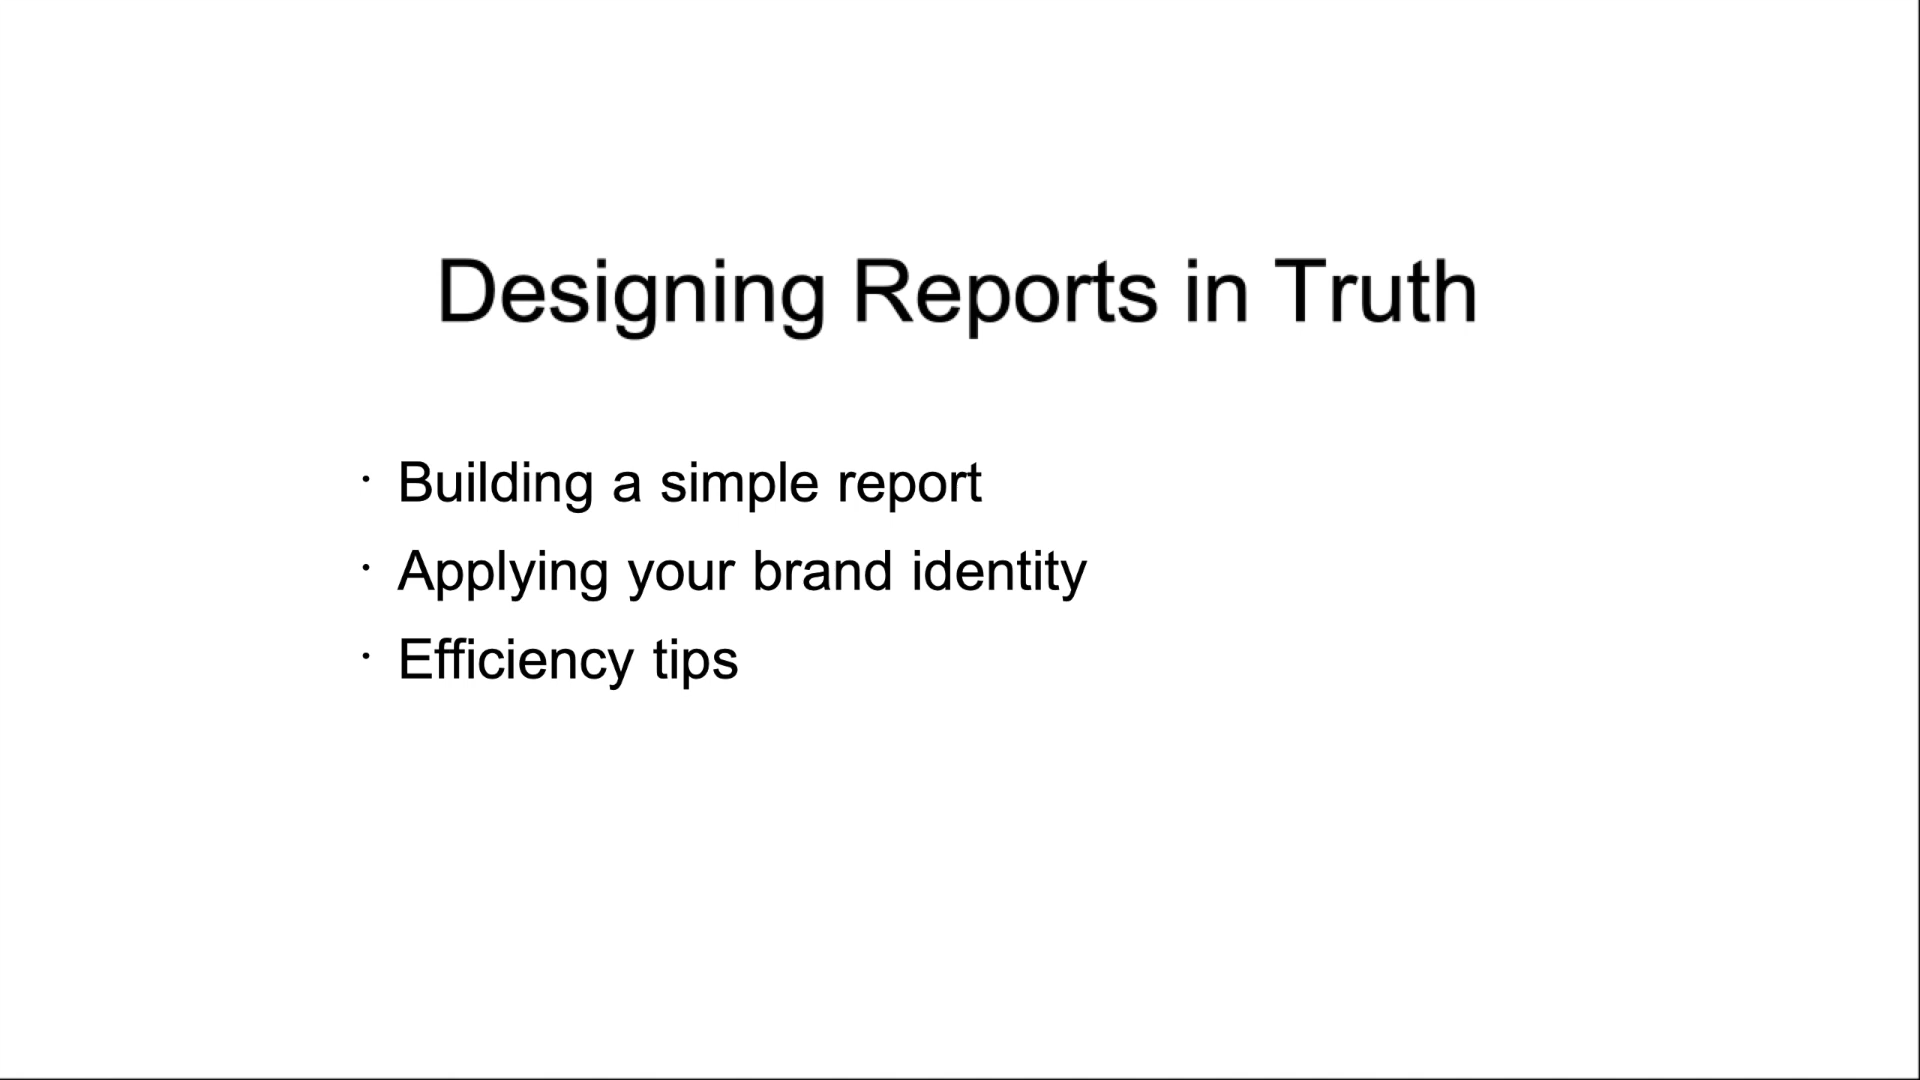 Designing Reports in Truth
· Building a simple report
· Applying your brand identity
· Efficiency tips